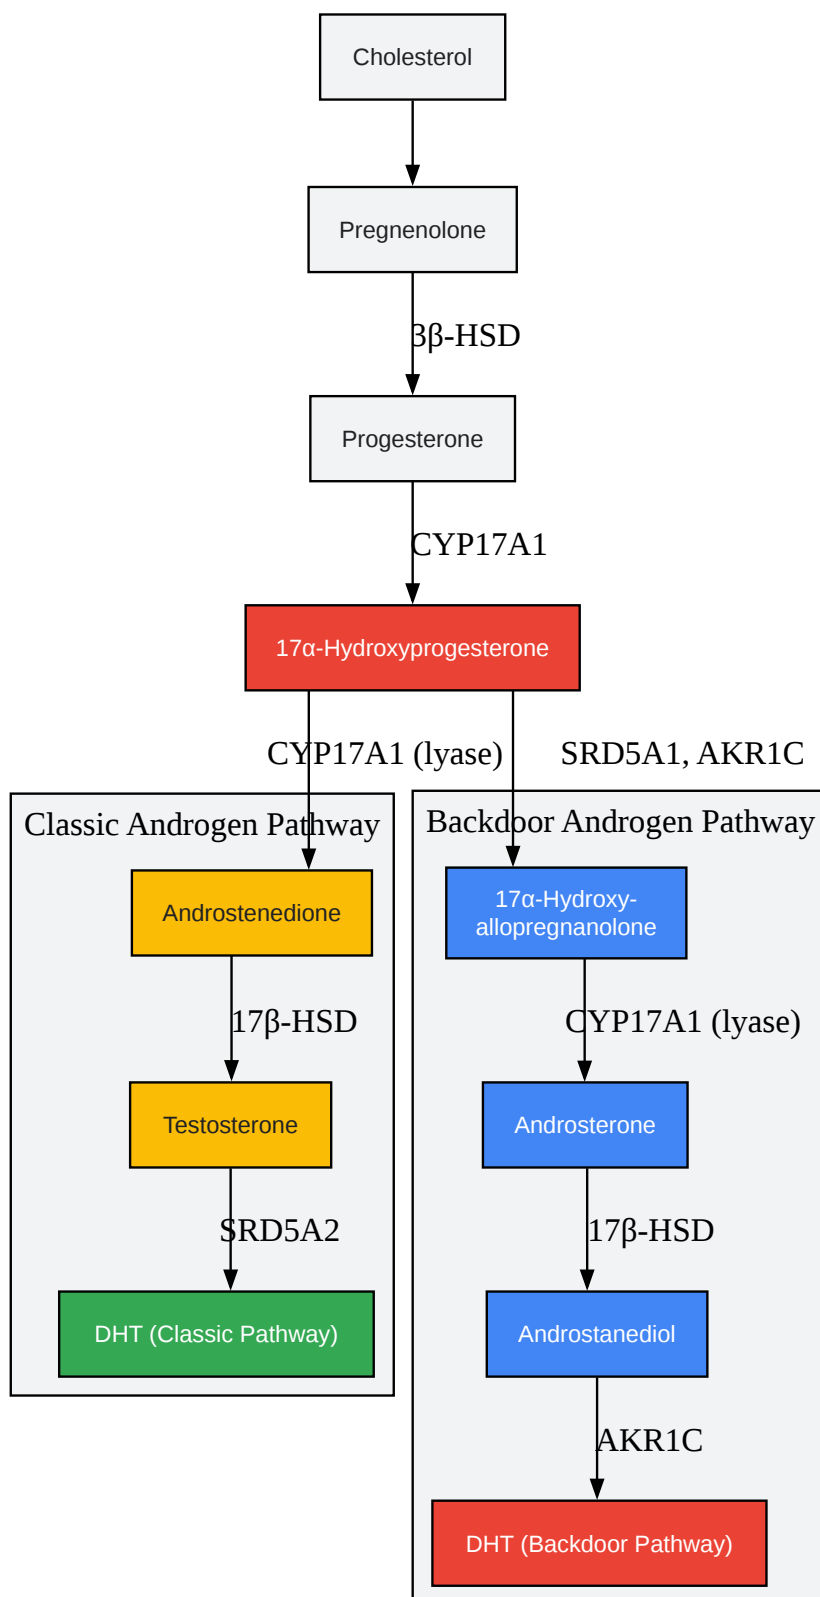 Cholesterol
Pregnenolone
3β-HSD
Progesterone
CYP17A1
17α-Hydroxyprogesterone
CYP17A1 (lyase)
SRD5A1, AKR1C
Classic Androgen Pathway
Androstenedione
17β-HSD
Testosterone
SRD5A2
DHT (Classic Pathway)
Backdoor Androgen Pathway
17α-Hydroxy-
allopregnanolone
CYP17A1 (lyase)
Androsterone
17β-HSD
Androstanediol
AKR1C
DHT (Backdoor Pathway)